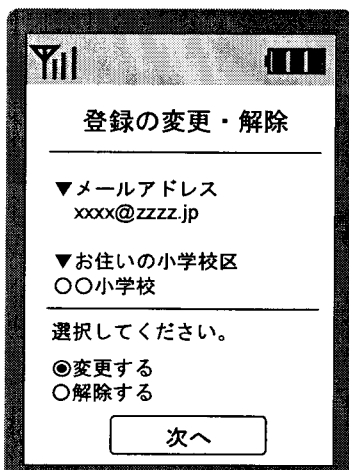 登録の変更・解除
▼メールアドレス
xxxx@zzzz.jp
▼お住いの小学校区
○○小学校
選択してください。
◉変更する
○解除する
次へ